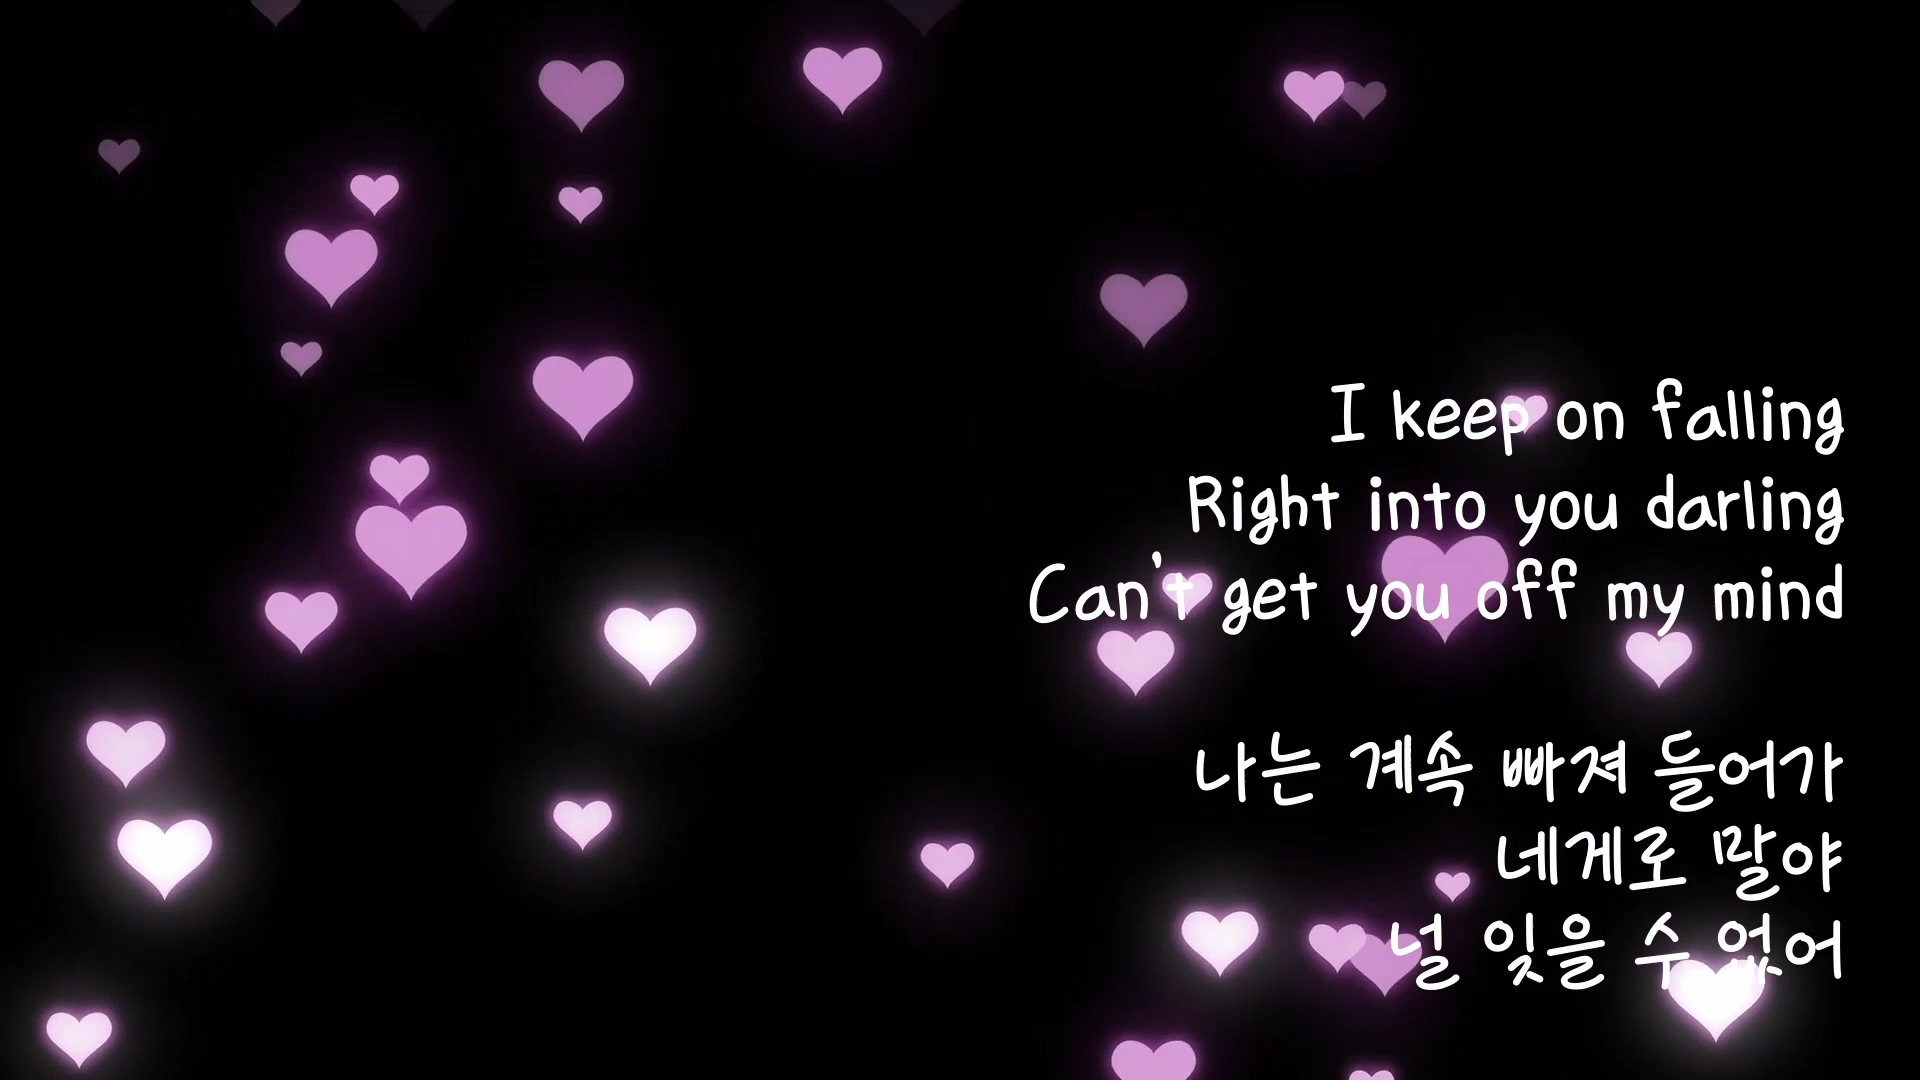 I keep on falling
Right into you darling
Can't get you off my mind
나는 계속 빠져 들어가
네게로 말야
널 잊을 수 없어